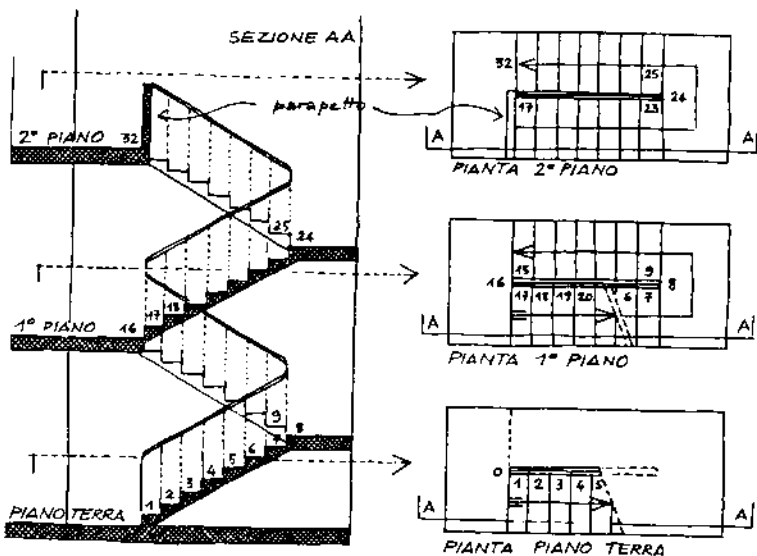 SEZIONE AA
parapetto
2° PIANO 32
25
24
17
18
16
1° PIANO
9
8
7
6
5
4
3
2
1
PIANO TERRA
32 25
24
17 23
A A
PIANTA 2° PIANO
15 9
16 8
17 18 19 20 6 7
A A
PIANTA 1° PIANO
0 1 2 3 4 5
A A
PIANTA PIANO TERRA